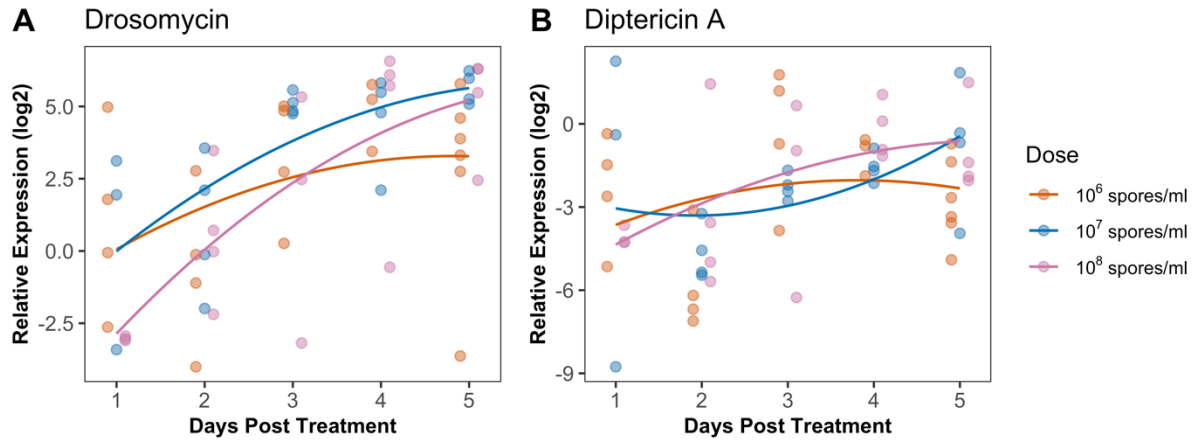 A Drosomycin
Relative Expression (log2)
5.0
2.5
0.0
-2.5
1 2 3 4 5
Days Post Treatment
B Diptericin A
Relative Expression (log2)
0
-3
-6
-9
1 2 3 4 5
Days Post Treatment
Dose
10⁶ spores/ml
10⁷ spores/ml
10⁸ spores/ml